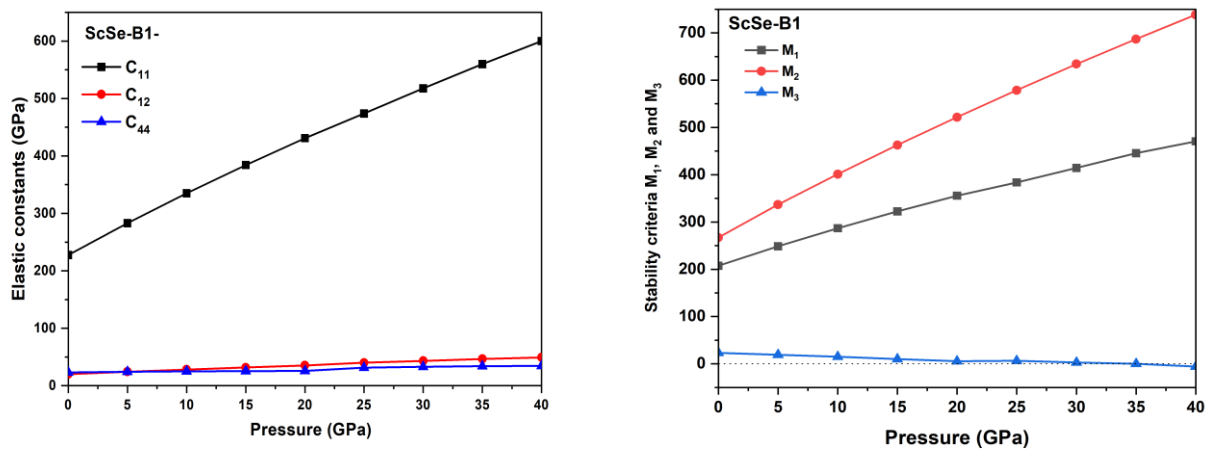 ScSe-B1-
C11
C12
C44
600
500
400
300
200
100
0
0 5 10 15 20 25 30 35 40
Pressure (GPa)
Elastic constants (GPa)
ScSe-B1
M1
M2
M3
700
600
500
400
300
200
100
0
0 5 10 15 20 25 30 35 40
Pressure (GPa)
Stability criteria M1, M2 and M3